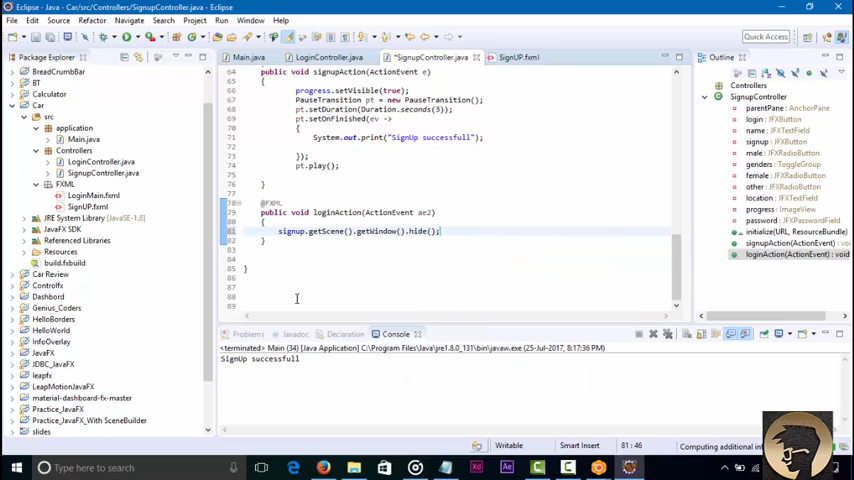 Eclipse - Car/src/Controllers/SignupController.java - Eclipse
File Edit Source Refactor Navigate Search Project Run Window Help
Quick Access
Package Explorer
BreadCrumbBar
BT
Calculator
Car
src
application
Main.java
Controllers
LoginController.java
SignupController.java
FXML
LoginMain.fxml
SignUP.fxml
JRE System Library [JavaSE-1.8]
JavaFX SDK
Referenced Libraries
Resources
build.fxbuild
Car Review
Controlfx
Dashbord
Genius_Coders
HelloBorders
HelloWorld
InfoOverlay
JavaFX
JDBC_JavaFX
leapfx
LeapMotionJavaFX
material-dashboard-fx-master
Practice_JavaFX
Practice_JavaFX_With SceneBuilder
slides
Main.java
LoginController.java
*SignupController.java
SignUP.fxml
64 public void signupAction(ActionEvent e)
65 {
66 progress.setVisible(true);
67 PauseTransition pt = new PauseTransition();
68 pt.setDuration(Duration.seconds(3));
69 pt.setOnFinished(ev ->
70 {
71 System.out.print("SignUp successfull");
72
73 });
74 pt.play();
75
76 }
77
78 @FXML
79 public void loginAction(ActionEvent ae2)
80 {
81 signup.getScene().getWindow().hide();
82 }
83
84
85 }
86
87
88
89
Problems
Javadoc
Declaration
Console
<terminated> Main (34) [Java Application] C:\Program Files\Java\jre1.8.0_131\bin\javaw.exe (25-Jul-2017, 8:17:36 PM)
SignUp successfull
Outline
Controllers
SignupController
parentPane : AnchorPane
login : JFXButton
name : JFXTextField
signup : JFXButton
male : JFXRadioButton
gender : ToggleGroup
female : JFXRadioButton
other : JFXRadioButton
location : JFXTextField
progress : ImageView
password : JFXPasswordField
initialize(URL, ResourceBundle)
signupAction(ActionEvent) : void
loginAction(ActionEvent) : void
Writable
Smart Insert
81 : 46
Computing additional in
I'm Cortana. Ask me anything.
Xd
Ae